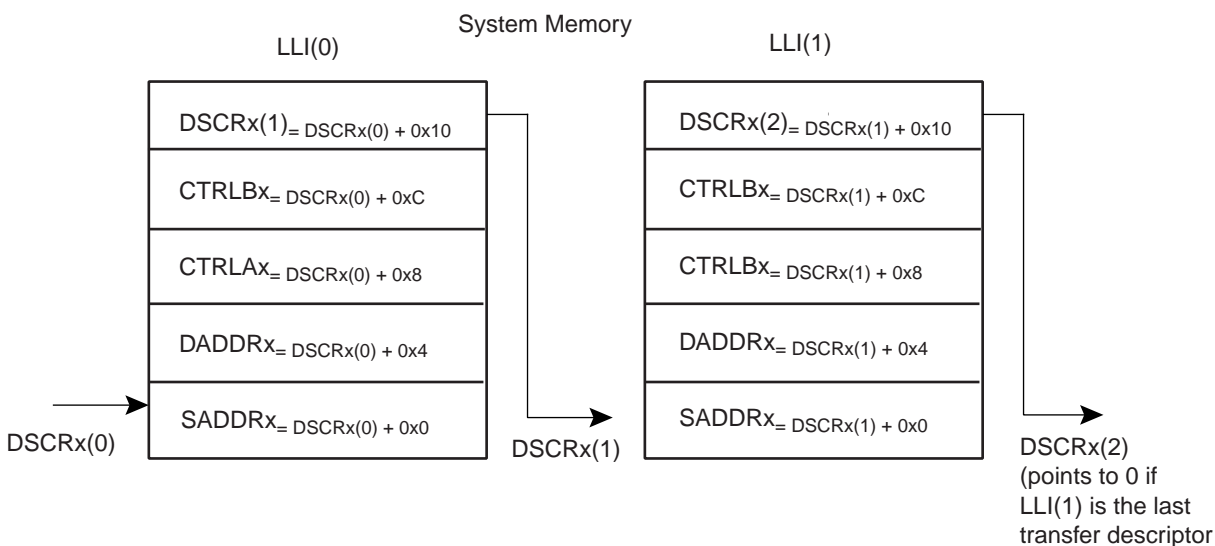 System Memory
LLI(0)
LLI(1)
DSCRx(1)= DSCRx(0) + 0x10
CTRLBx= DSCRx(0) + 0xC
CTRLAx= DSCRx(0) + 0x8
DADDRx= DSCRx(0) + 0x4
SADDRx= DSCRx(0) + 0x0
DSCRx(0)
DSCRx(1)
DSCRx(2)= DSCRx(1) + 0x10
CTRLBx= DSCRx(1) + 0xC
CTRLBx= DSCRx(1) + 0x8
DADDRx= DSCRx(1) + 0x4
SADDRx= DSCRx(1) + 0x0
DSCRx(2)
(points to 0 if
LLI(1) is the last
transfer descriptor